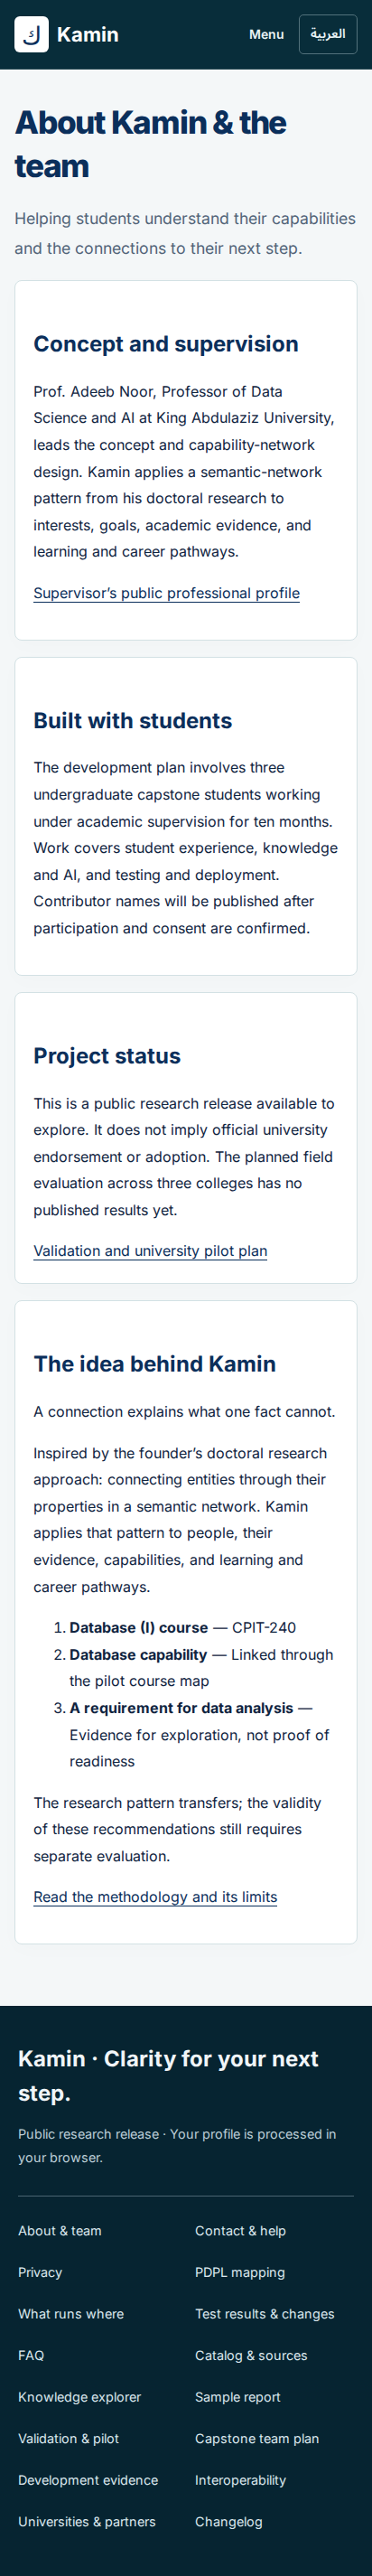 ك Kamin Menu العربية
About Kamin & the
team
Helping students understand their capabilities
and the connections to their next step.
Concept and supervision
Prof. Adeeb Noor, Professor of Data
Science and AI at King Abdulaziz University,
leads the concept and capability-network
design. Kamin applies a semantic-network
pattern from his doctoral research to
interests, goals, academic evidence, and
learning and career pathways.
Supervisor’s public professional profile
Built with students
The development plan involves three
undergraduate capstone students working
under academic supervision for ten months.
Work covers student experience, knowledge
and AI, and testing and deployment.
Contributor names will be published after
participation and consent are confirmed.
Project status
This is a public research release available to
explore. It does not imply official university
endorsement or adoption. The planned field
evaluation across three colleges has no
published results yet.
Validation and university pilot plan
The idea behind Kamin
A connection explains what one fact cannot.
Inspired by the founder’s doctoral research
approach: connecting entities through their
properties in a semantic network. Kamin
applies that pattern to people, their
evidence, capabilities, and learning and
career pathways.
1. Database (I) course — CPIT-240
2. Database capability — Linked through
the pilot course map
3. A requirement for data analysis —
Evidence for exploration, not proof of
readiness
The research pattern transfers; the validity
of these recommendations still requires
separate evaluation.
Read the methodology and its limits
Kamin · Clarity for your next
step.
Public research release · Your profile is processed in
your browser.
About & team Contact & help
Privacy PDPL mapping
What runs where Test results & changes
FAQ Catalog & sources
Knowledge explorer Sample report
Validation & pilot Capstone team plan
Development evidence Interoperability
Universities & partners Changelog